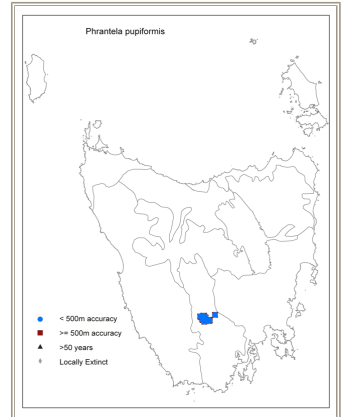 Phrantela pupiformis
< 500m accuracy
>= 500m accuracy
>50 years
Locally Extinct